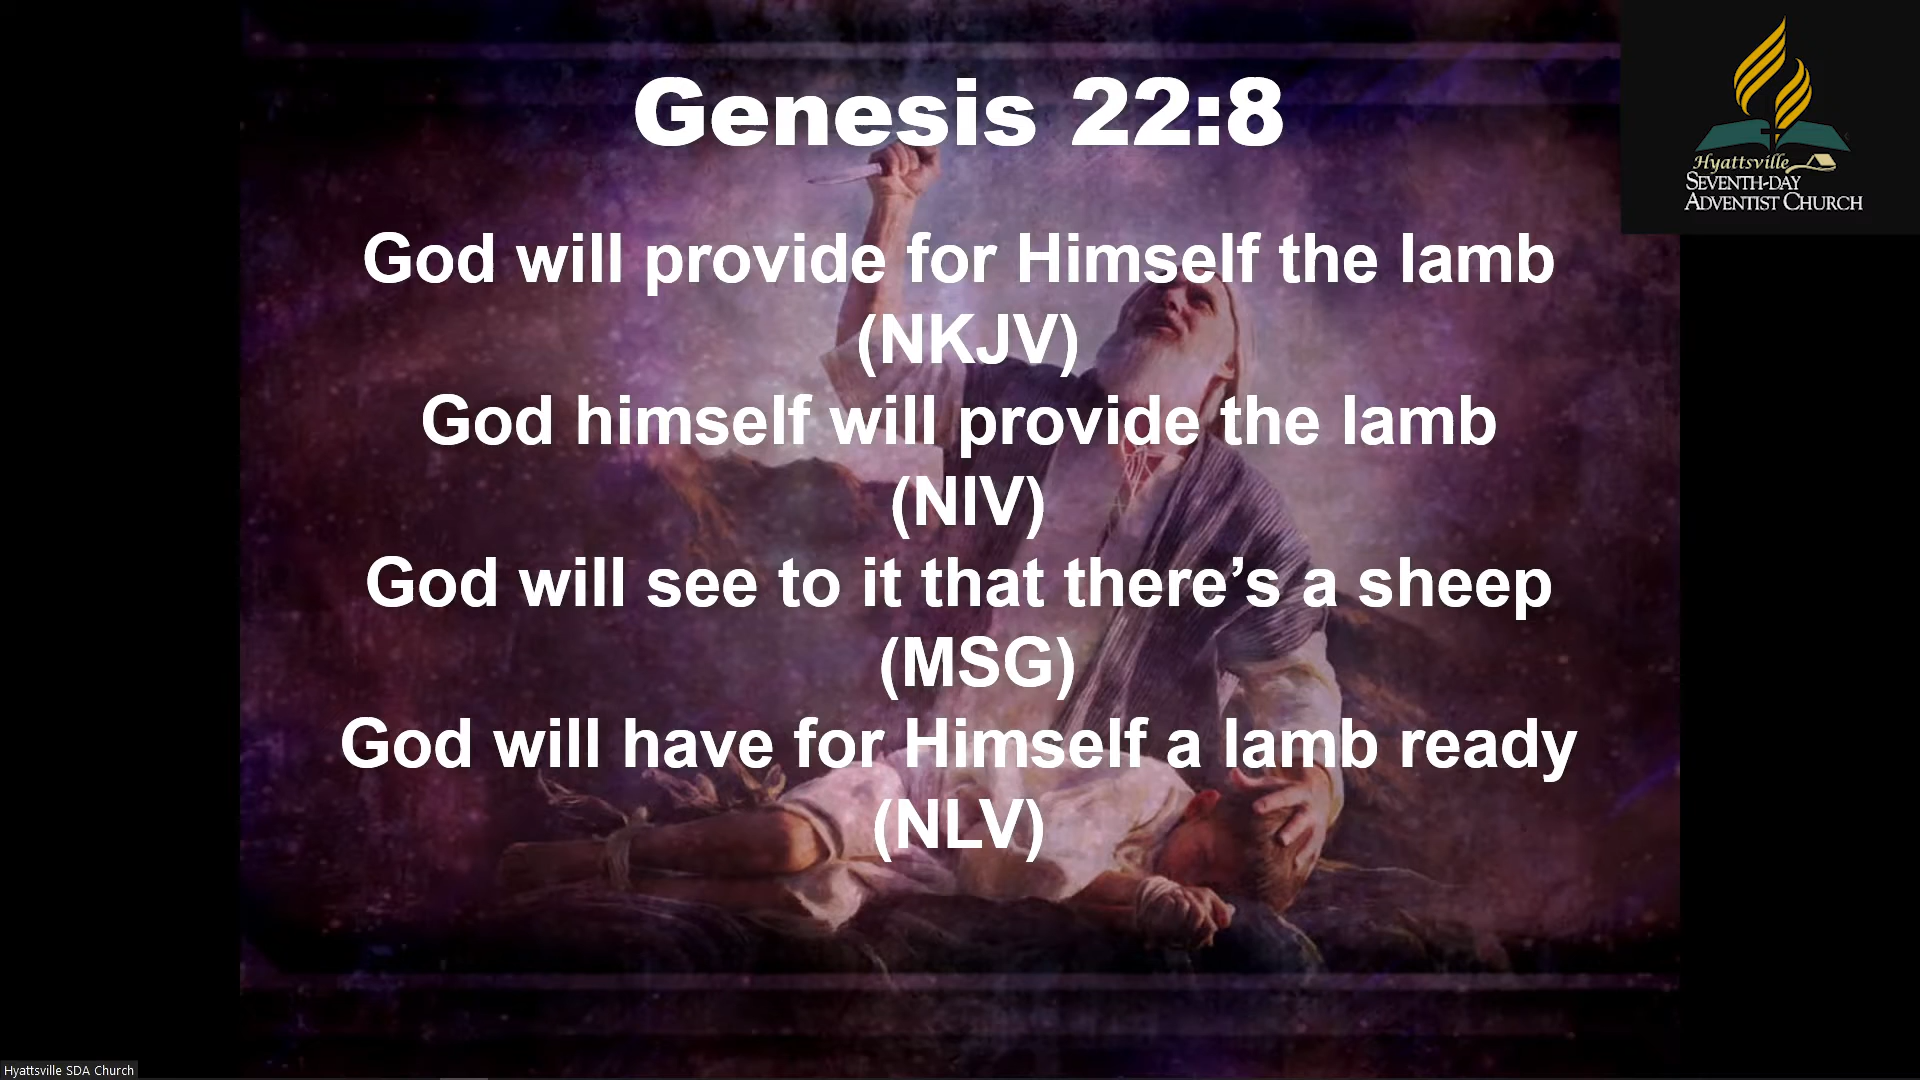 Genesis 22:8
God will provide for Himself the lamb
(NKJV)
God himself will provide the lamb
(NIV)
God will see to it that there’s a sheep
(MSG)
God will have for Himself a lamb ready
(NLV)
Hyattsville
SEVENTH-DAY
ADVENTIST CHURCH
Hyattsville SDA Church